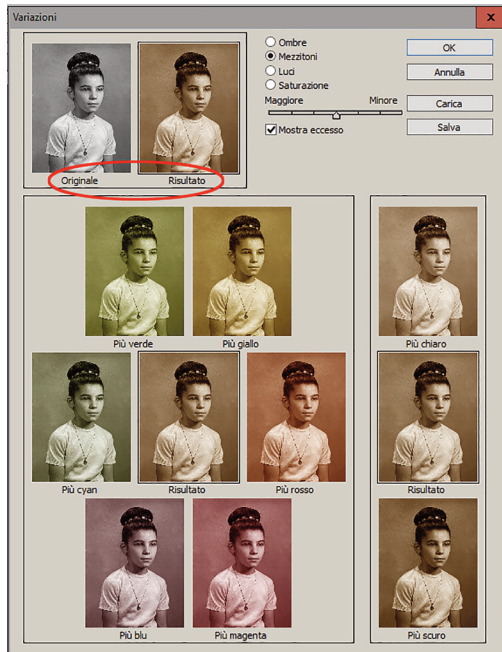 Variazioni
x
Originale
Risultato
Ombre
Mezzitoni
Luci
Saturazione
Maggiore Minore
Mostra eccesso
OK
Annulla
Carica
Salva
Più verde Più giallo
Più cyan Risultato Più rosso
Più blu Più magenta
Più chiaro
Risultato
Più scuro